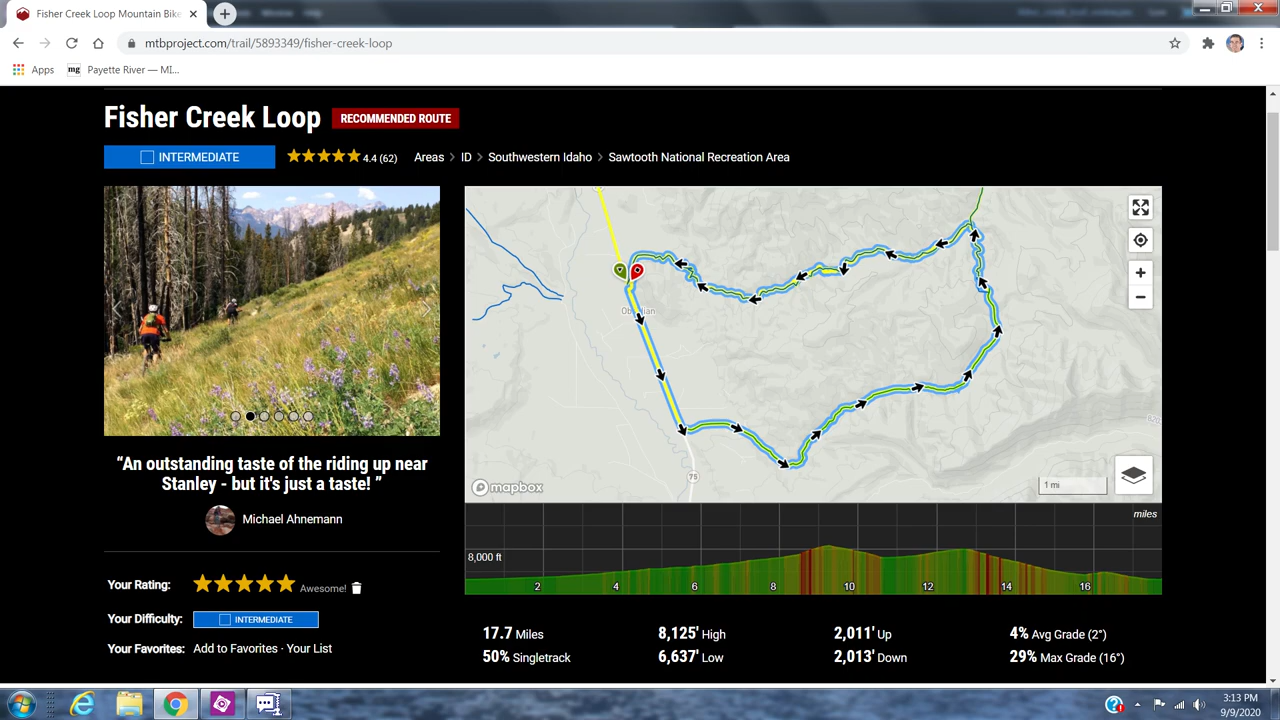 Fisher Creek Loop Mountain Bike
mtbproject.com/trail/5893349/fisher-creek-loop
Apps
mg Payette River — MI...
Fisher Creek Loop RECOMMENDED ROUTE
INTERMEDIATE 4.4 (62) Areas > ID > Southwestern Idaho > Sawtooth National Recreation Area
75
mapbox
1 mi
“An outstanding taste of the riding up near
Stanley - but it's just a taste! ”
Michael Ahnemann
miles
8,000 ft
2 4 6 8 10 12 14 16
Your Rating: Awesome!
Your Difficulty: INTERMEDIATE
Your Favorites: Add to Favorites · Your List
17.7 Miles 8,125' High 2,011' Up 4% Avg Grade (2°)
50% Singletrack 6,637' Low 2,013' Down 29% Max Grade (16°)
3:13 PM
9/9/2020